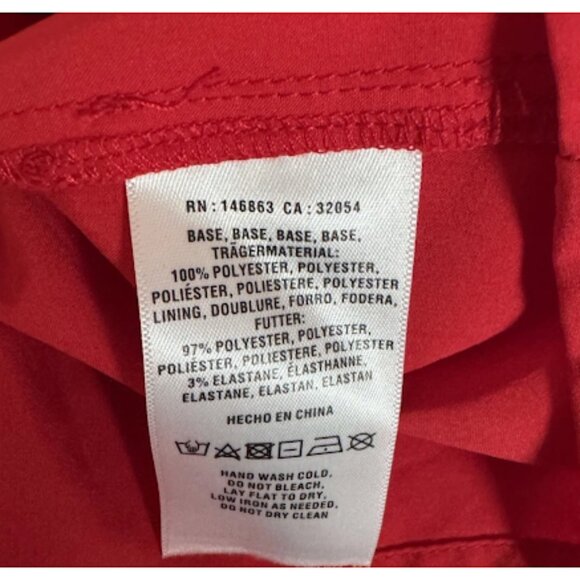 RN : 146863 CA : 32054
BASE, BASE, BASE, BASE,
TRÄGERMATERIAL:
100% POLYESTER, POLYESTER,
POLIÉSTER, POLIESTERE, POLYESTER
LINING, DOUBLURE, FORRO, FODERA,
FUTTER:
97% POLYESTER, POLYESTER,
POLIÉSTER, POLIESTERE, POLYESTER
3% ELASTANE, ÉLASTHANNE,
ELASTANE, ELASTAN, ELASTAN
HECHO EN CHINA
HAND WASH COLD,
DO NOT BLEACH,
LAY FLAT TO DRY,
LOW IRON AS NEEDED,
DO NOT DRY CLEAN